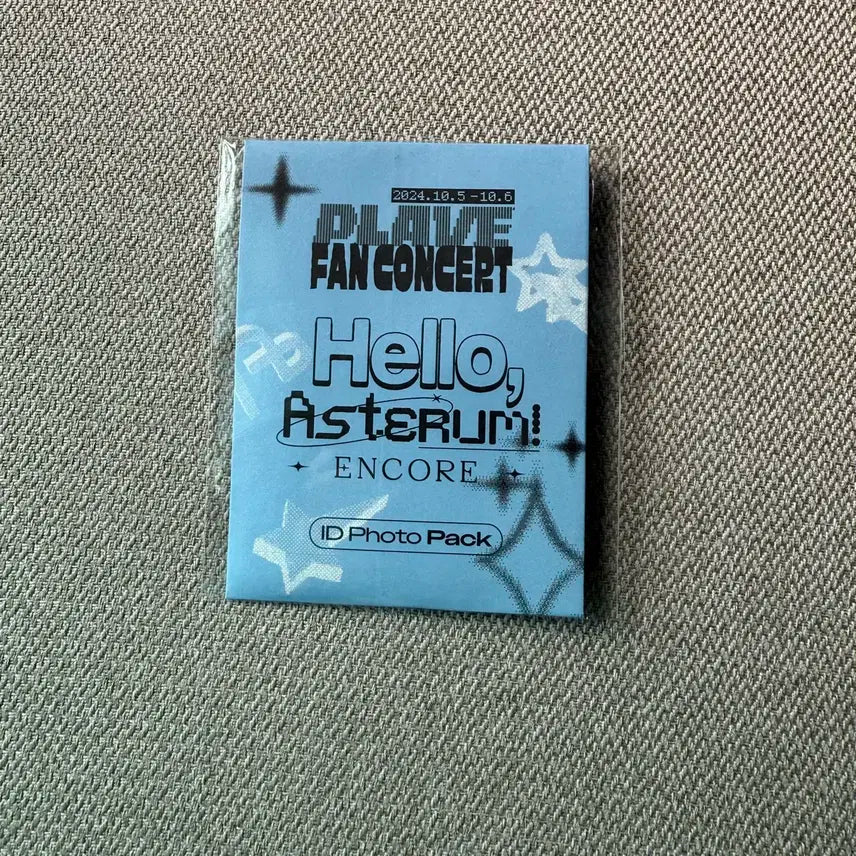 2024.10.5-10.6
PLAVE
FAN CONCERT
Hello,
Asterum!
ENCORE
ID Photo Pack